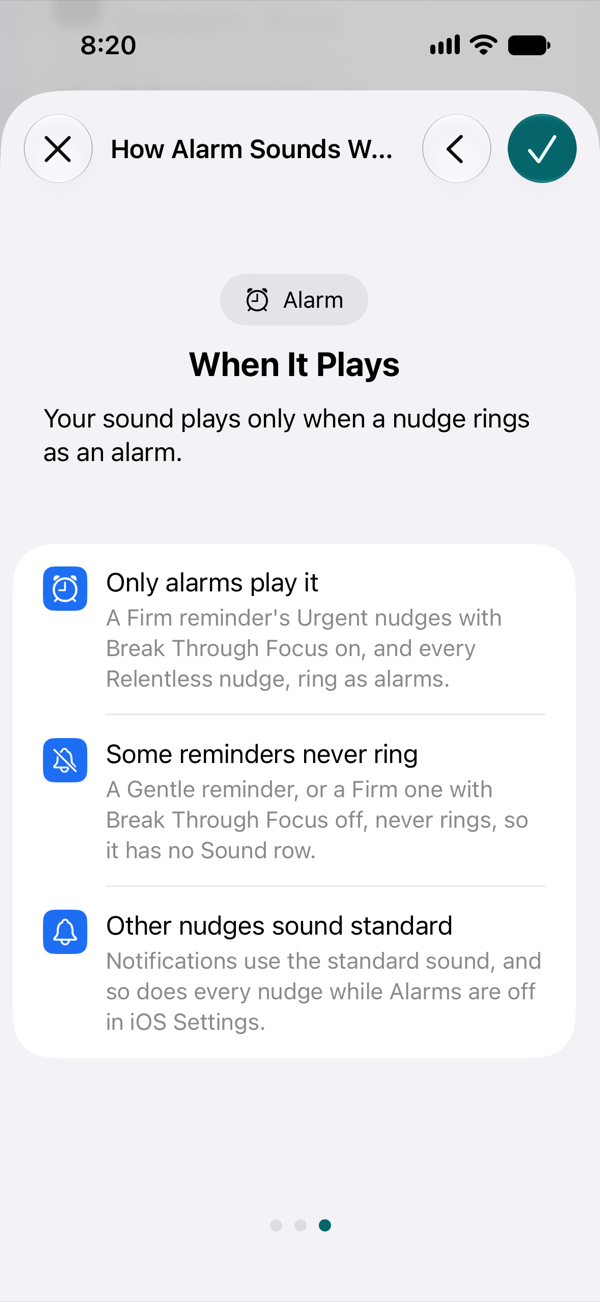 8:20
How Alarm Sounds W...
Alarm
When It Plays
Your sound plays only when a nudge rings
as an alarm.
Only alarms play it
A Firm reminder's Urgent nudges with
Break Through Focus on, and every
Relentless nudge, ring as alarms.
Some reminders never ring
A Gentle reminder, or a Firm one with
Break Through Focus off, never rings, so
it has no Sound row.
Other nudges sound standard
Notifications use the standard sound, and
so does every nudge while Alarms are off
in iOS Settings.